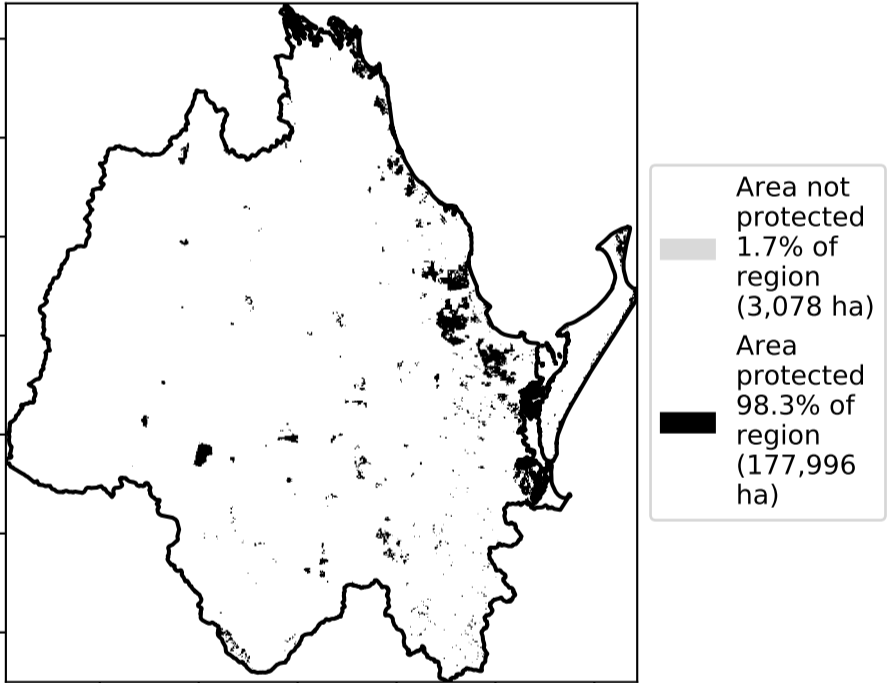 Area not
protected
1.7% of
region
(3,078 ha)
Area
protected
98.3% of
region
(177,996
ha)